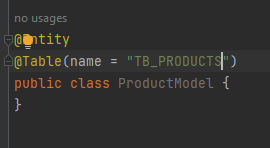 no usages
@Entity
@Table(name = "TB_PRODUCTS")
public class ProductModel {
}